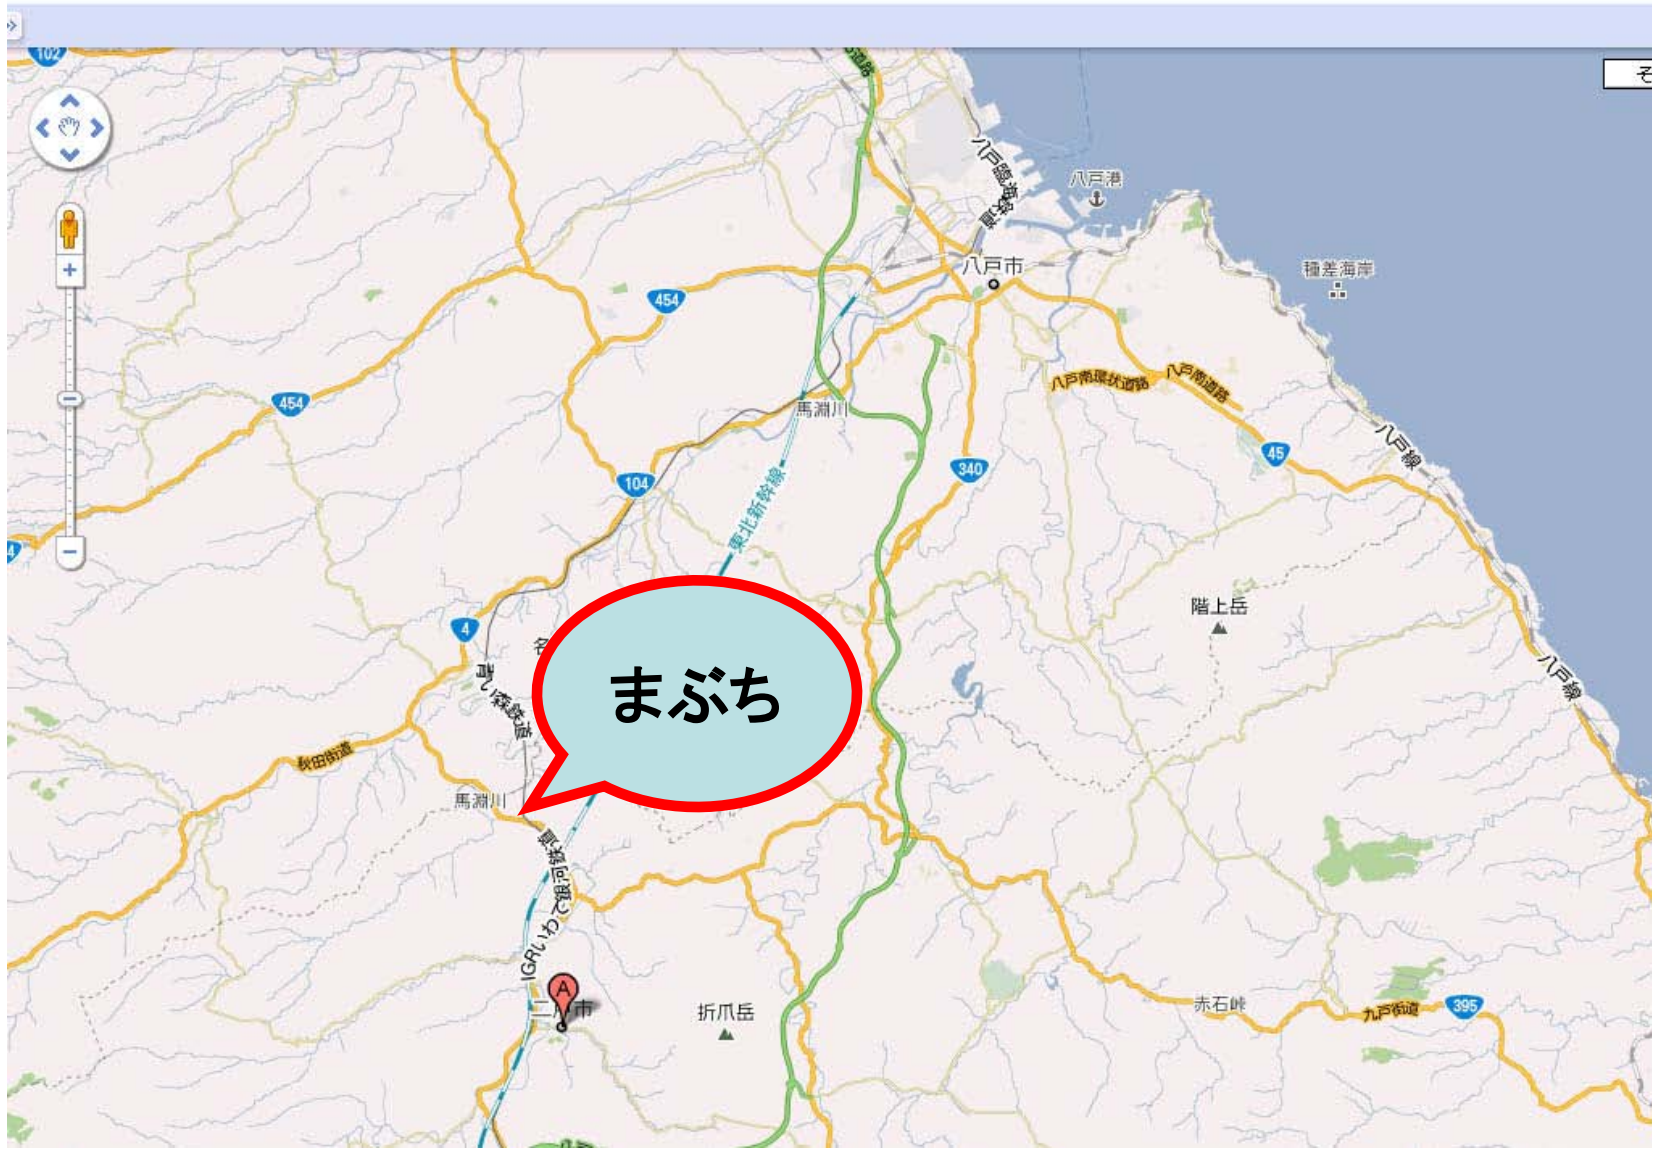 »
102
そ
八戸臨海鉄道
八戸港
八戸市
種差海岸
454
454
八戸南環状道路
八戸南道路
馬淵川
八戸線
45
340
104
東北新幹線
階上岳
4
4
名
青い森鉄道
まぶち
八戸線
秋田街道
馬淵川
IGRいわて銀河鉄道
A
二戸市
折爪岳
赤石峠
九戸街道
395